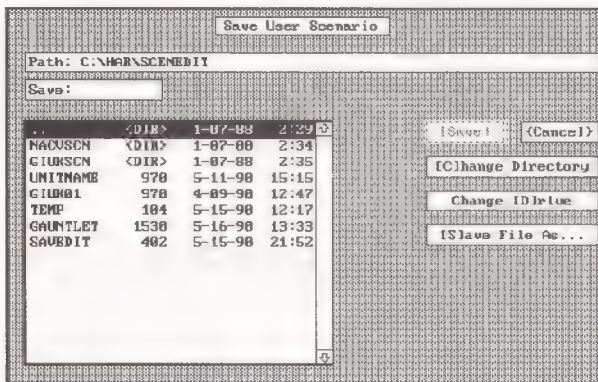 Save User Scenario
Path: C:\HAR\SCENEDIT
Save:
.. <DIR> 1-07-88 2:29
NACVSCN <DIR> 1-07-88 2:34
GIUKSCN <DIR> 1-07-88 2:35
UNITNAME 970 5-11-90 15:15
GIUK01 970 4-09-90 12:47
TEMP 104 5-15-90 12:17
GAUNTLET 1530 5-16-90 13:33
SAVEDIT 402 5-15-90 21:52
[Save] <Cancel>
[C]hange Directory
Change [D]rive
[S]ave File As...